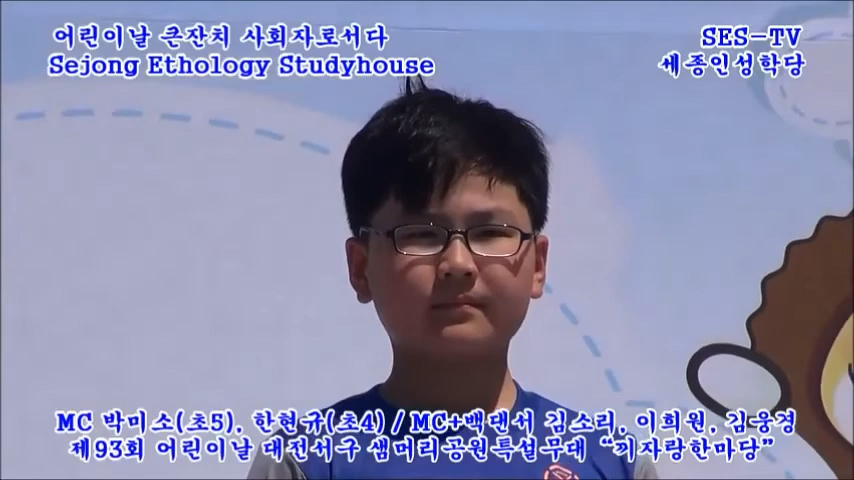 어린이날 큰잔치 사회자로서다
SES-TV
Sejong Ethology Studyhouse
세종인성학당
MC 박미소(초5), 한현규(초4) / MC+백댄서 김소리, 이희원, 김웅경
제93회 어린이날 대전서구 샘머리공원특설무대 “끼자랑한마당”